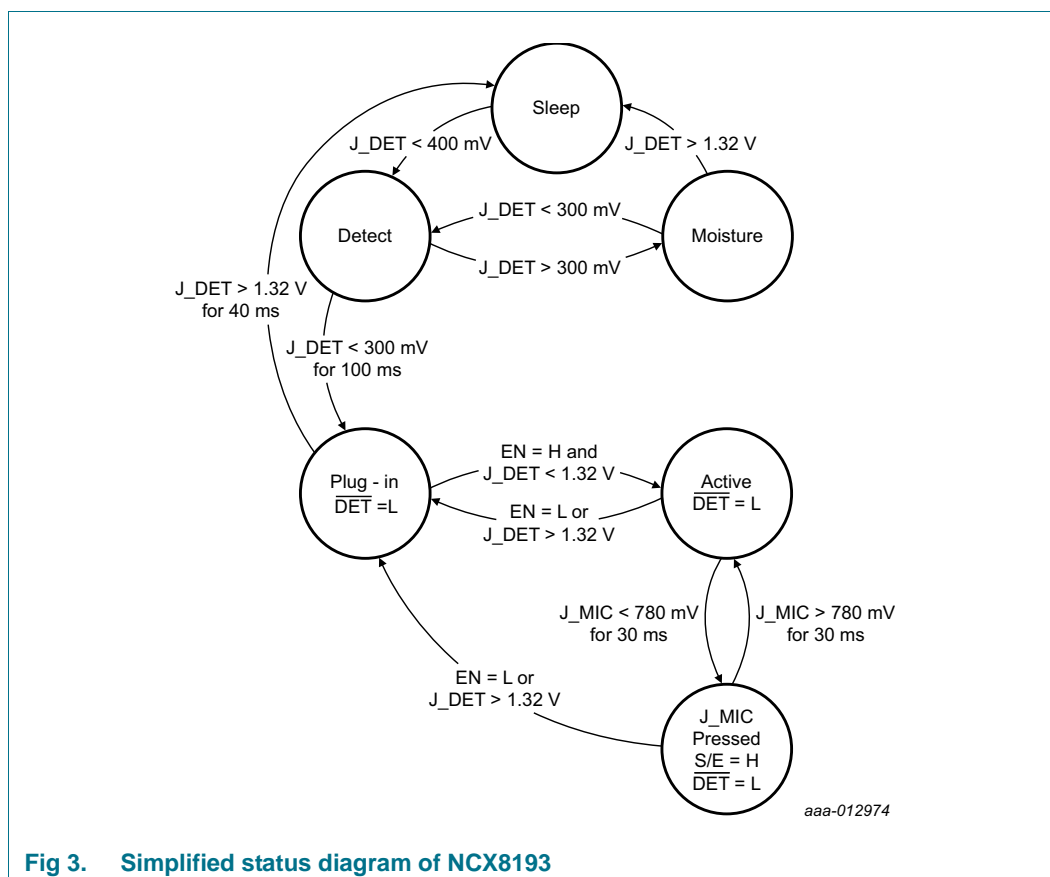 Sleep
J_DET < 400 mV
J_DET > 1.32 V
Detect
J_DET < 300 mV
J_DET > 300 mV
Moisture
J_DET > 1.32 V
for 40 ms
J_DET < 300 mV
for 100 ms
Plug - in
D̅E̅T̅ =L
EN = H and
J_DET < 1.32 V
EN = L or
J_DET > 1.32 V
Active
D̅E̅T̅ = L
J_MIC < 780 mV
for 30 ms
J_MIC > 780 mV
for 30 ms
EN = L or
J_DET > 1.32 V
J_MIC
Pressed
S/E = H
D̅E̅T̅ = L
aaa-012974
Fig 3. Simplified status diagram of NCX8193